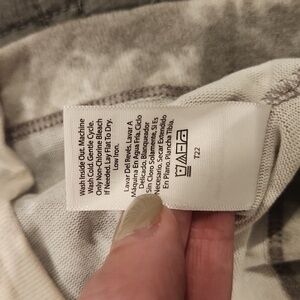 Wash Inside Out. Machine
Wash Cold. Gentle Cycle.
Only Non-Chlorine Bleach
If Needed. Lay Flat To Dry.
Low Iron.
Lavar Del Revés. Lavar A
Máquina En Agua Fría. Ciclo
Delicado. Blanqueador
Sin Cloro Solamente, Si Es
Necesario. Secar Extendido
En Plano. Plancha Tibia.
T22